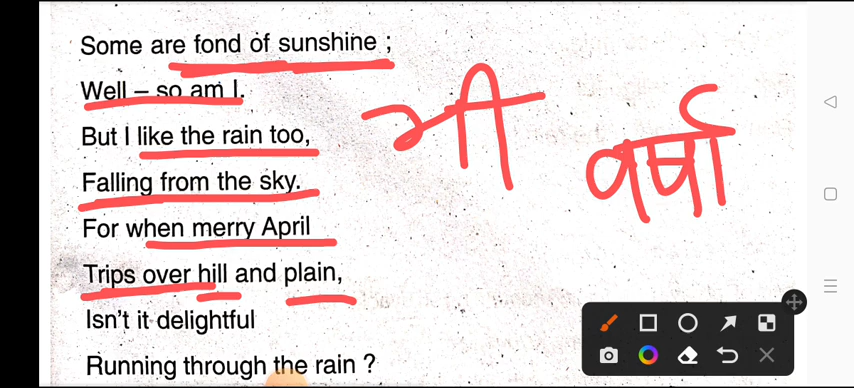 Some are fond of sunshine ;
Well – so am I.
But I like the rain too,
Falling from the sky.
For when merry April
Trips over hill and plain,
Isn't it delightful
Running through the rain ?
भी
वर्षा